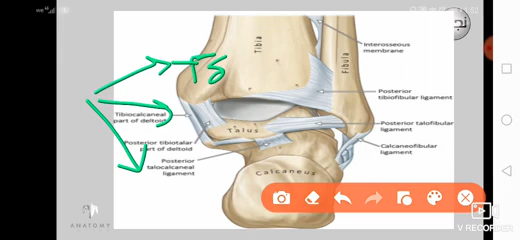 we
Interosseous
membrane
Tibia
Fibula
Posterior
tibiofibular ligament
Tibiocalcaneal
part of deltoid
Talus
Posterior talofibular
ligament
Posterior tibiotalar
part of deltoid
Calcaneofibular
ligament
Posterior
talocalcaneal
ligament
Calcaneus
ANATOMY
V RECORDER